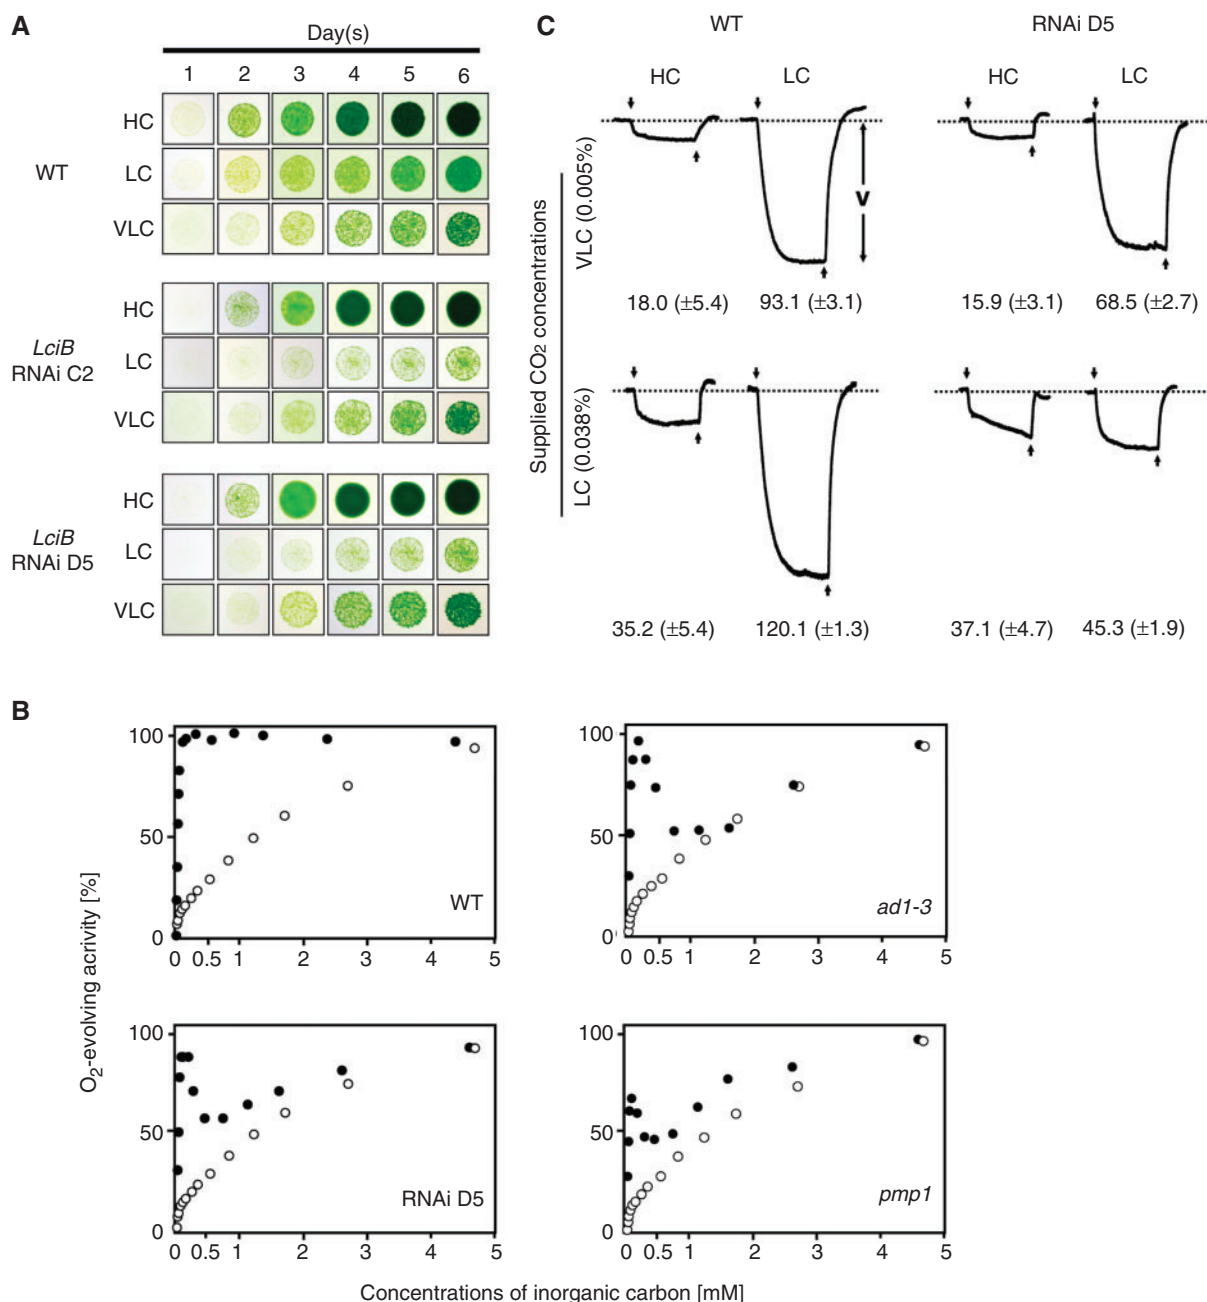 A
Day(s)
1 2 3 4 5 6
WT
HC
LC
VLC
LciB
RNAi C2
HC
LC
VLC
LciB
RNAi D5
HC
LC
VLC
C
WT RNAi D5
HC LC HC LC
Supplied CO2 concentrations
VLC (0.005%)
V
18.0 (±5.4) 93.1 (±3.1) 15.9 (±3.1) 68.5 (±2.7)
LC (0.038%)
35.2 (±5.4) 120.1 (±1.3) 37.1 (±4.7) 45.3 (±1.9)
B
O2-evolving acrivity [%]
100
50
0
WT
0 0.5 1 2 3 4 5
100
50
0
ad1-3
0 0.5 1 2 3 4 5
100
50
0
RNAi D5
0 0.5 1 2 3 4 5
100
50
0
pmp1
0 0.5 1 2 3 4 5
Concentrations of inorganic carbon [mM]